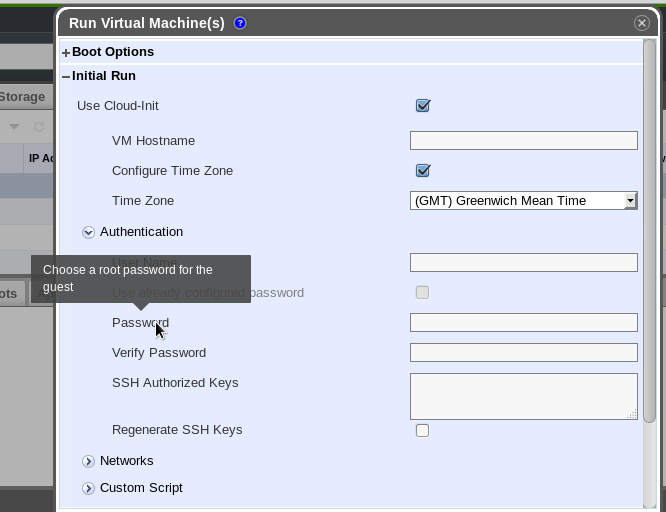 Run Virtual Machine(s) ?
Boot Options
Initial Run
Storage
Use Cloud-Init
VM Hostname
IP Ad
Configure Time Zone
Time Zone
(GMT) Greenwich Mean Time
Authentication
User Name
Choose a root password for the
guest
Use already configured password
ots
Password
Verify Password
SSH Authorized Keys
Regenerate SSH Keys
Networks
Custom Script